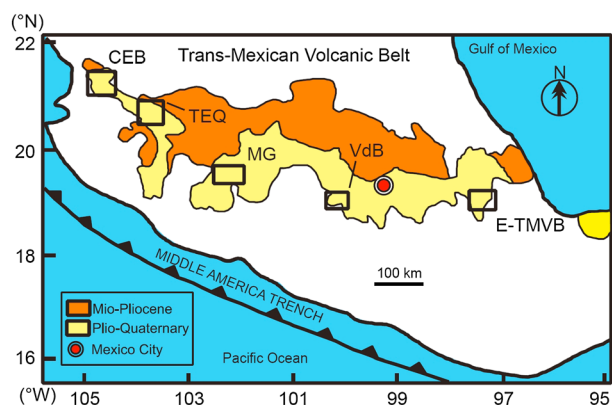 (°N)
22
CEB
Trans-Mexican Volcanic Belt
Gulf of Mexico
N
TEQ
20
MG
VdB
E-TMVB
18
100 km
MIDDLE AMERICA TRENCH
Mio-Pliocene
Plio-Quaternary
Mexico City
Pacific Ocean
16
(°W)
105
103
101
99
97
95